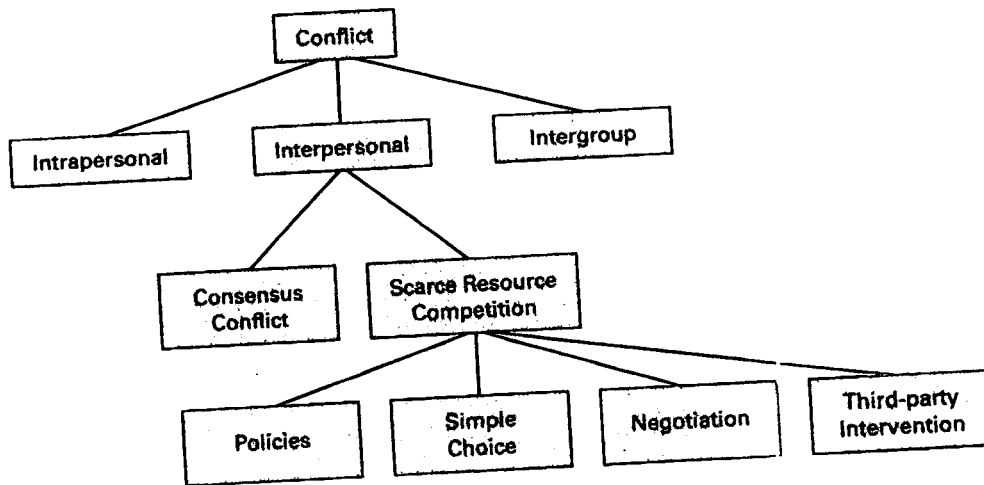 Conflict
Intrapersonal
Interpersonal
Intergroup
Consensus
Conflict
Scarce Resource
Competition
Policies
Simple
Choice
Negotiation
Third-party
Intervention